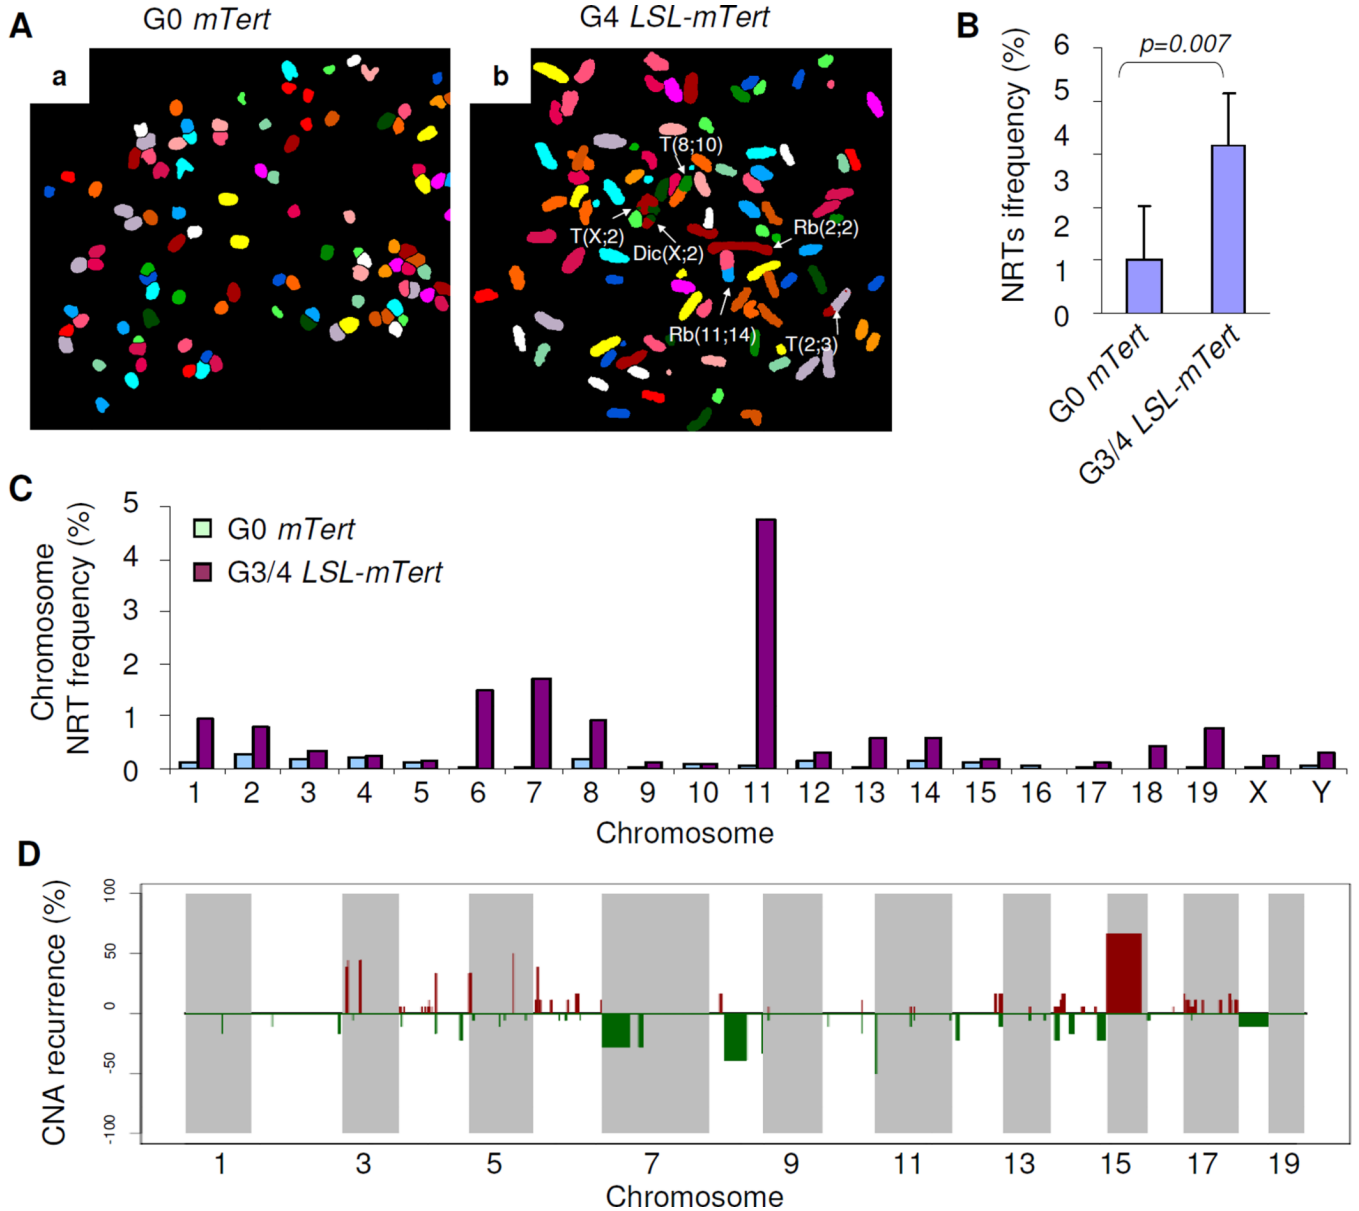 A
G0 mTert
a
G4 LSL-mTert
b
T(8;10)
T(X;2)
Dic(X;2)
Rb(2;2)
Rb(11;14)
T(2;3)
B
NRTs ifrequency (%)
6
5
4
3
2
1
0
p=0.007
G0 mTert
G3/4 LSL-mTert
C
Chromosome
NRT frequency (%)
5
4
3
2
1
0
G0 mTert
G3/4 LSL-mTert
1 2 3 4 5 6 7 8 9 10 11 12 13 14 15 16 17 18 19 X Y
Chromosome
D
CNA recurrence (%)
100
50
0
-50
-100
1 3 5 7 9 11 13 15 17 19
Chromosome